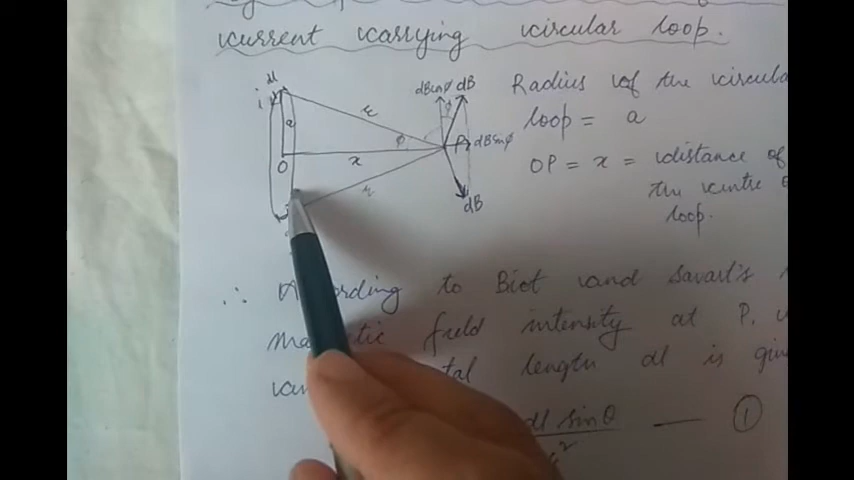 current carrying circular loop.
dl
i
a
O
r
x
φ
r
dBcosφ dB
φ
P dBsinφ
dB
Radius of the circula
loop = a
OP = x = distance of
the centre
loop.
∴ According to Biot and Savart's
field intensity at P,
length dl is
dl sinθ ①